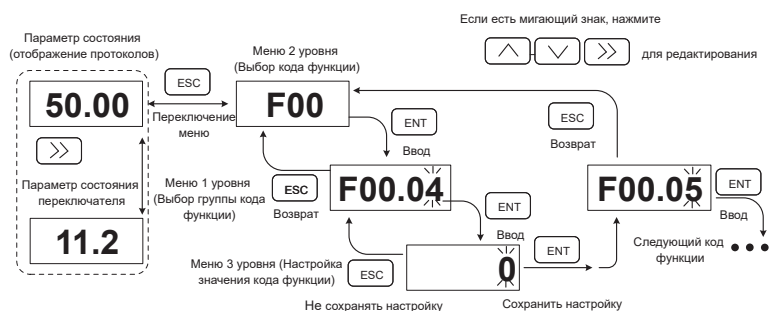 Если есть мигающий знак, нажмите
для редактирования
Параметр состояния
(отображение протоколов)
50.00
Параметр состояния
переключателя
11.2
ESC
Переключение
меню
Меню 2 уровня
(Выбор кода функции)
F00
ENT
Ввод
Меню 1 уровня
(Выбор группы кода
функции)
ESC
Возврат
F00.04
ENT
Ввод
Меню 3 уровня (Настройка
значения кода функции)
ESC
Не сохранять настройку
0
ENT
Сохранить настройку
ESC
Возврат
F00.05
ENT
Ввод
Следующий код
функции